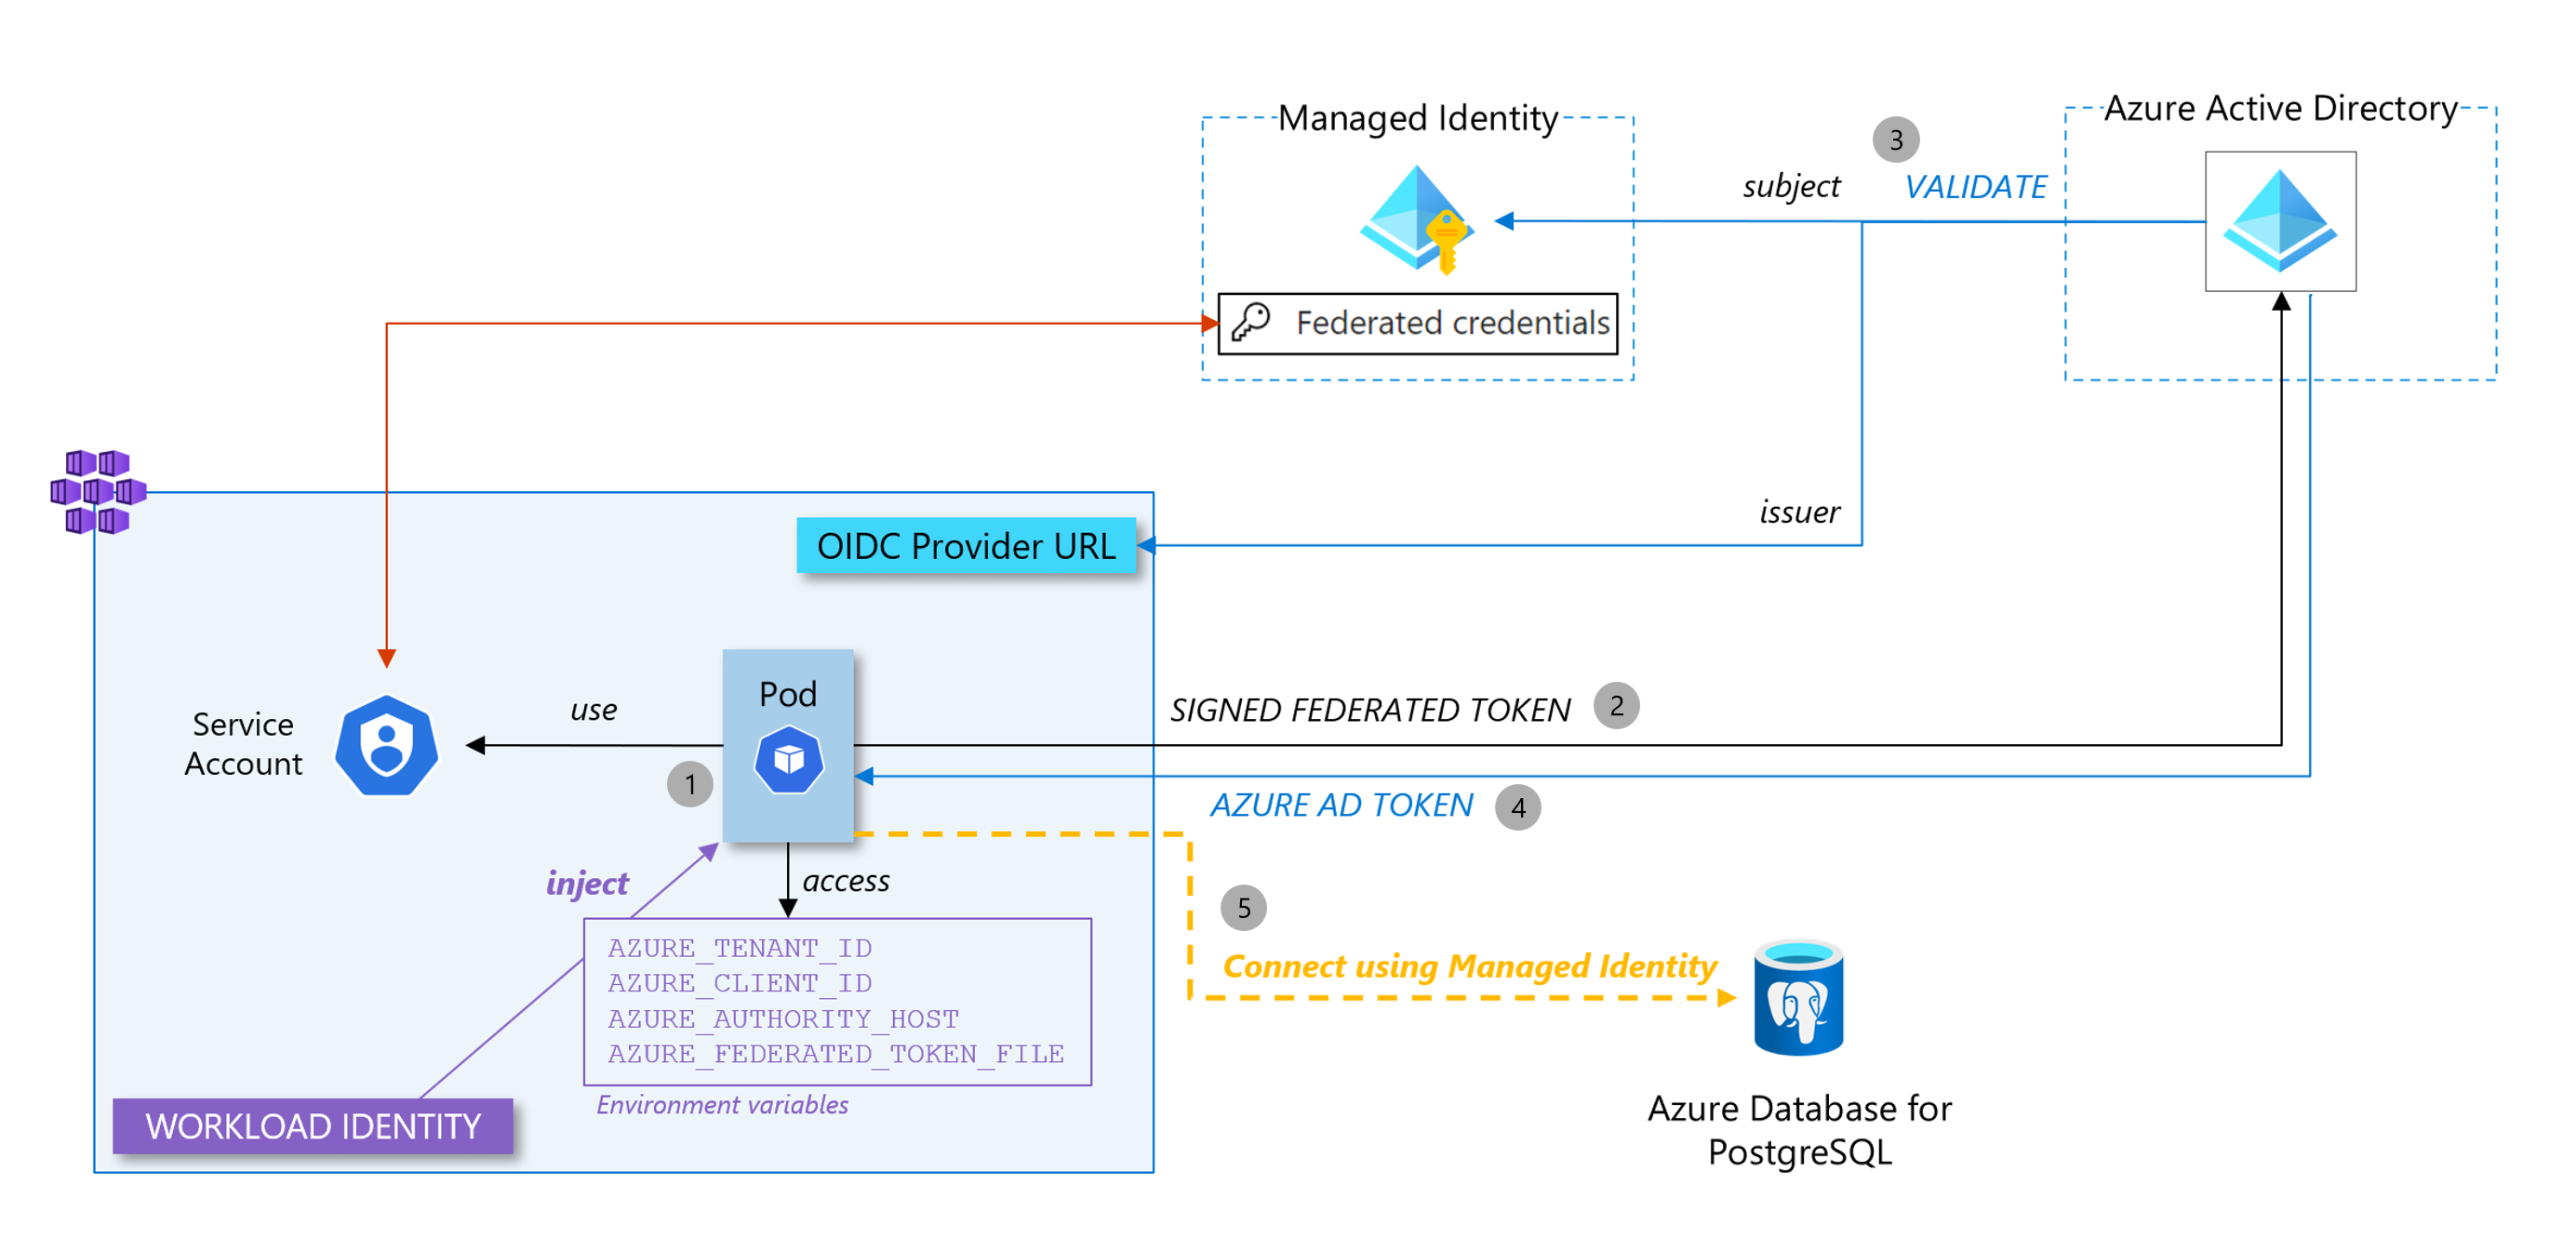 Managed Identity
Azure Active Directory
3
subject
VALIDATE
Federated credentials
issuer
OIDC Provider URL
Pod
Service
Account
use
SIGNED FEDERATED TOKEN
2
1
AZURE AD TOKEN
4
inject
access
5
AZURE_TENANT_ID
AZURE_CLIENT_ID
AZURE_AUTHORITY_HOST
AZURE_FEDERATED_TOKEN_FILE
Environment variables
Connect using Managed Identity
WORKLOAD IDENTITY
Azure Database for
PostgreSQL